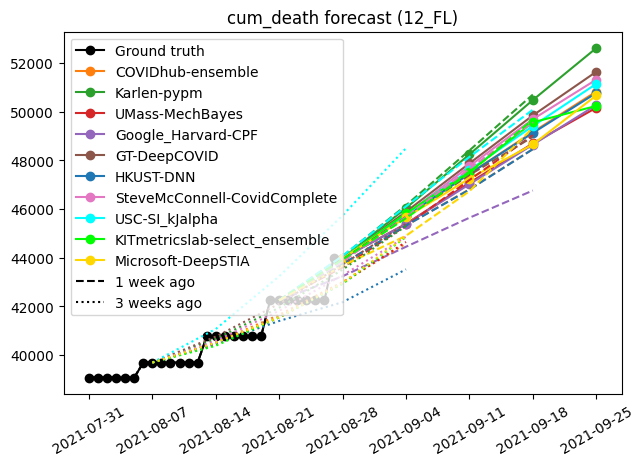 cum_death forecast (12_FL)
52000
50000
48000
46000
44000
42000
40000
Ground truth
COVIDhub-ensemble
Karlen-pypm
UMass-MechBayes
Google_Harvard-CPF
GT-DeepCOVID
HKUST-DNN
SteveMcConnell-CovidComplete
USC-SI_kJalpha
KITmetricslab-select_ensemble
Microsoft-DeepSTIA
1 week ago
3 weeks ago
2021-07-31
2021-08-07
2021-08-14
2021-08-21
2021-08-28
2021-09-04
2021-09-11
2021-09-18
2021-09-25